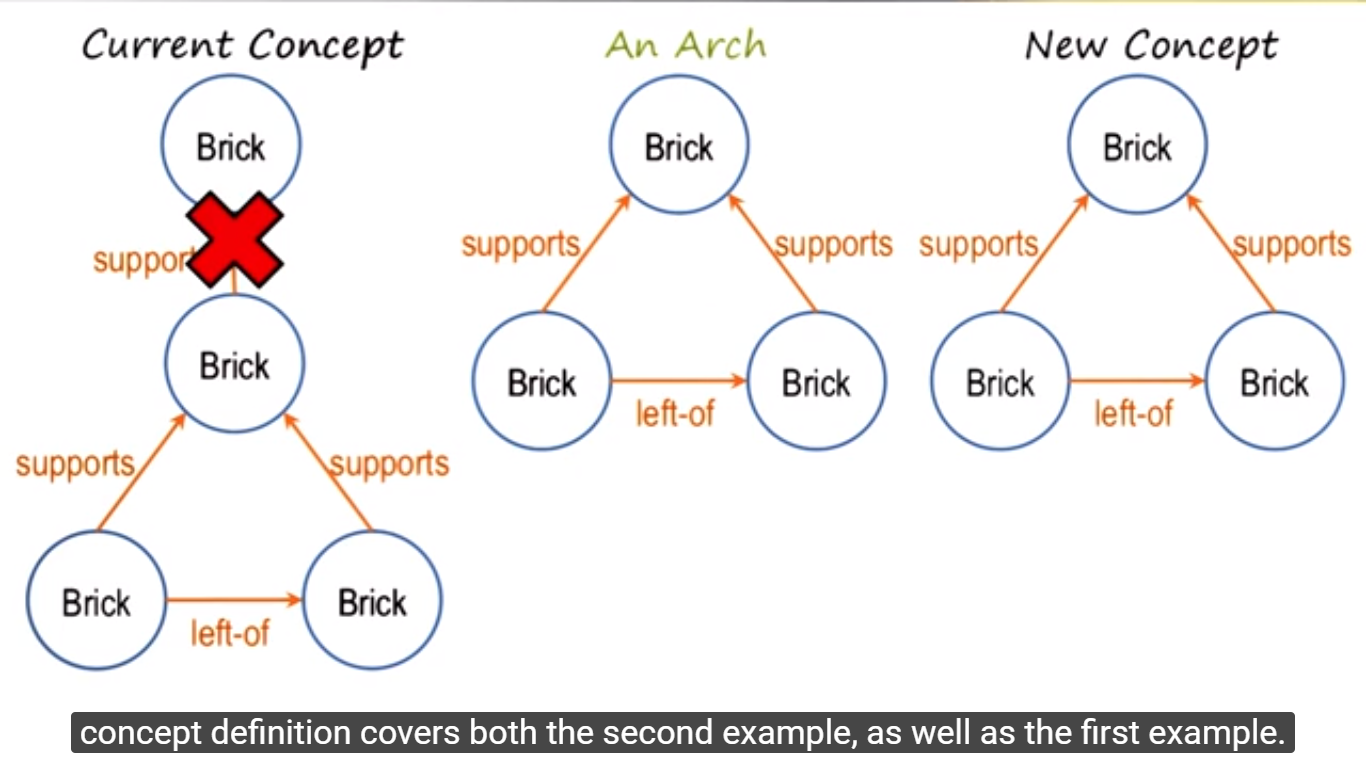 Current Concept
An Arch
New Concept
Brick
Brick
Brick
supports
supports
supports
supports
Brick
Brick
Brick
left-of
Brick
Brick
left-of
Brick
supports
supports
Brick
Brick
left-of
concept definition covers both the second example, as well as the first example.